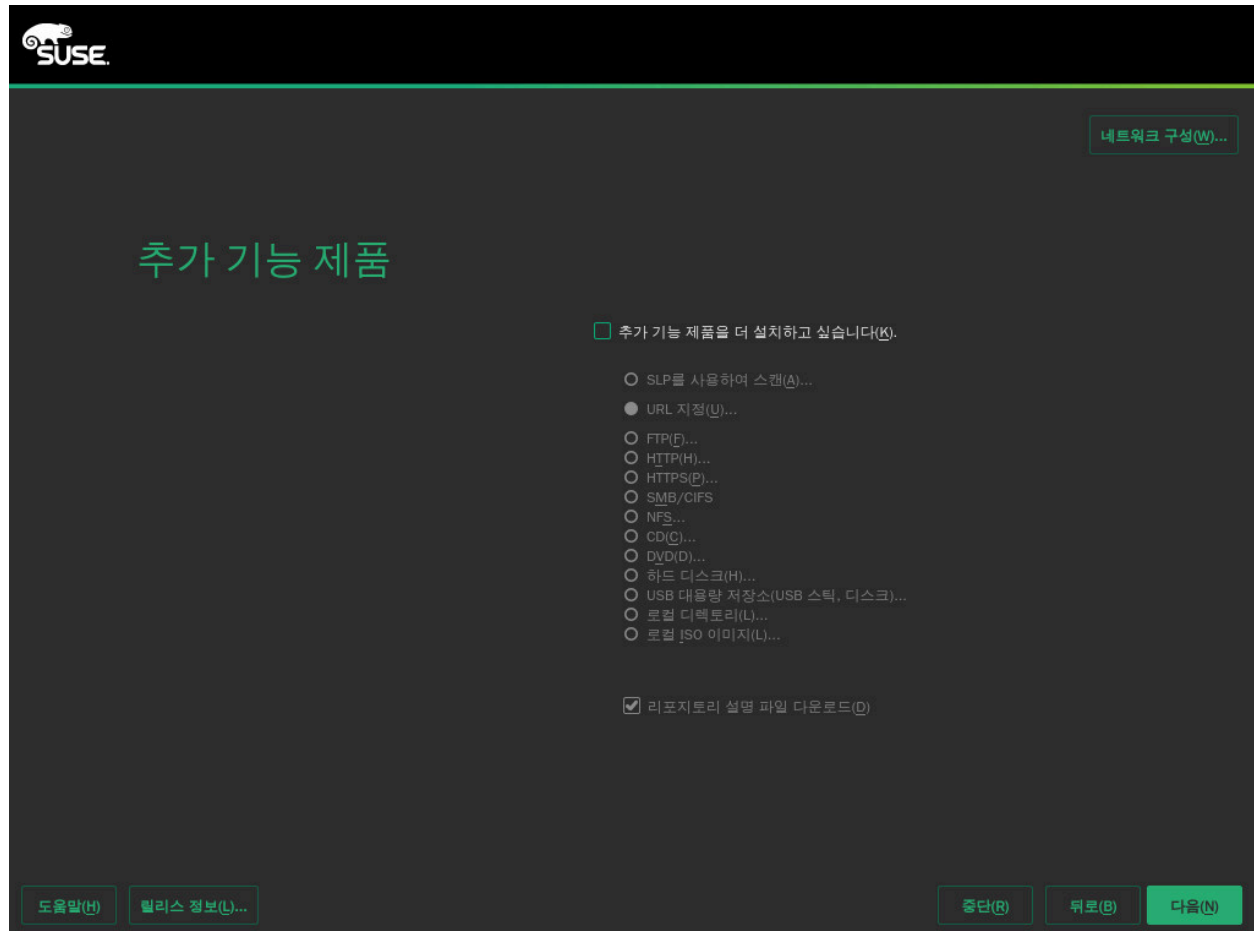 SUSE.
네트워크 구성(W)...
추가 기능 제품
추가 기능 제품을 더 설치하고 싶습니다(K).
SLP를 사용하여 스캔(A)...
URL 지정(U)...
FTP(F)...
HTTP(H)...
HTTPS(P)...
SMB/CIFS
NFS...
CD(C)...
DVD(D)...
하드 디스크(H)...
USB 대용량 저장소(USB 스틱, 디스크)...
로컬 디렉토리(L)...
로컬 ISO 이미지(L)...
리포지토리 설명 파일 다운로드(D)
도움말(H)
릴리스 정보(L)...
중단(R)
뒤로(B)
다음(N)